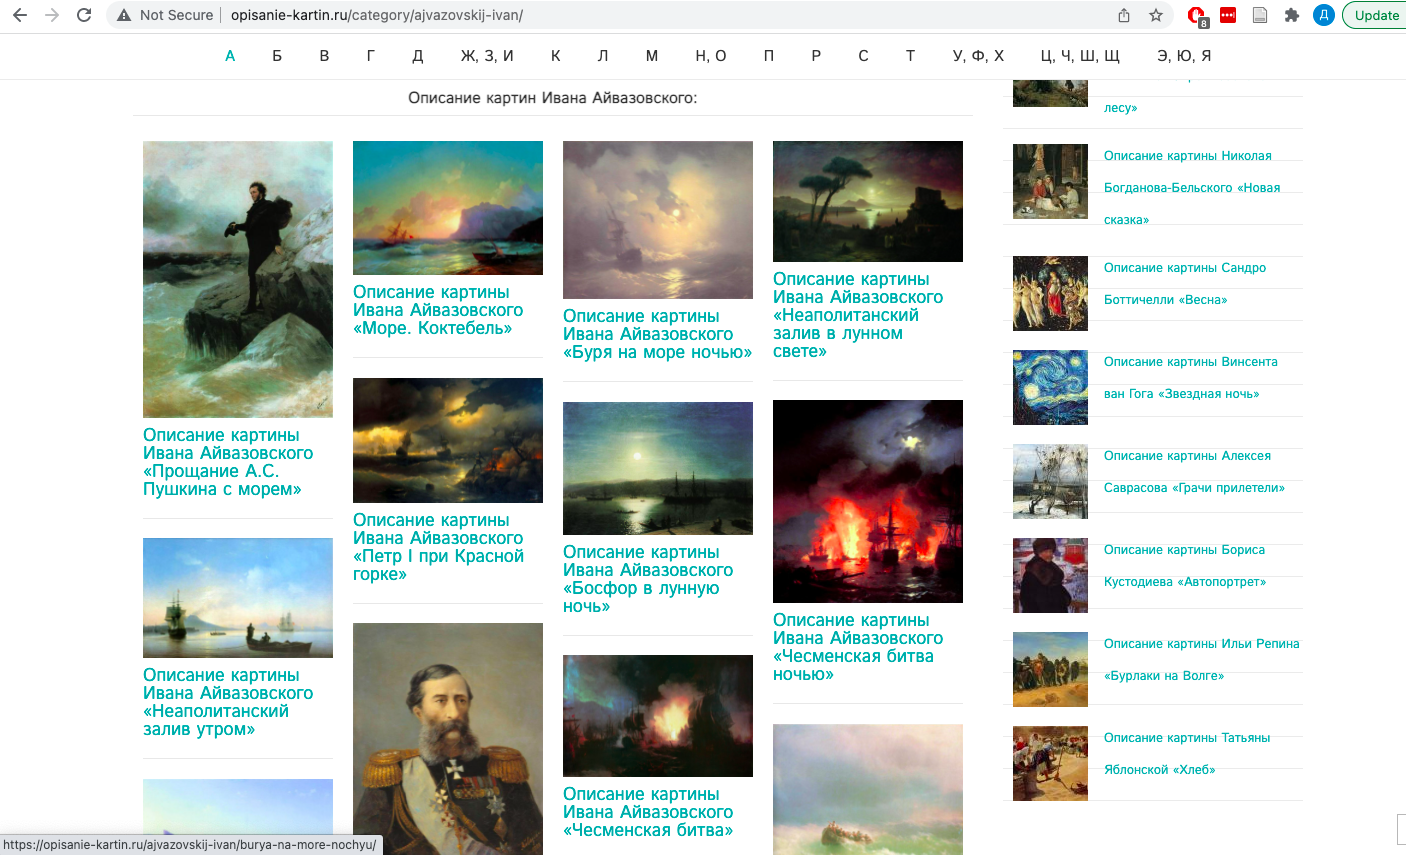 Not Secure
opisanie-kartin.ru/category/ajvazovskij-ivan/
8
Д
Update
А Б В Г Д Ж, З, И К Л М Н, О П Р С Т У, Ф, Х Ц, Ч, Ш, Щ Э, Ю, Я
Описание картин Ивана Айвазовского:
Описание картины
Ивана Айвазовского
«Прощание А.С.
Пушкина с морем»
Описание картины
Ивана Айвазовского
«Неаполитанский
залив утром»
Описание картины
Ивана Айвазовского
«Море. Коктебель»
Описание картины
Ивана Айвазовского
«Петр I при Красной
горке»
Описание картины
Ивана Айвазовского
«Буря на море ночью»
Описание картины
Ивана Айвазовского
«Босфор в лунную
ночь»
Описание картины
Ивана Айвазовского
«Чесменская битва»
Описание картины
Ивана Айвазовского
«Неаполитанский
залив в лунном
свете»
Описание картины
Ивана Айвазовского
«Чесменская битва
ночью»
лесу»
Описание картины Николая
Богданова-Бельского «Новая
сказка»
Описание картины Сандро
Боттичелли «Весна»
Описание картины Винсента
ван Гога «Звездная ночь»
Описание картины Алексея
Саврасова «Грачи прилетели»
Описание картины Бориса
Кустодиева «Автопортрет»
Описание картины Ильи Репина
«Бурлаки на Волге»
Описание картины Татьяны
Яблонской «Хлеб»
https://opisanie-kartin.ru/ajvazovskij-ivan/burya-na-more-nochyu/